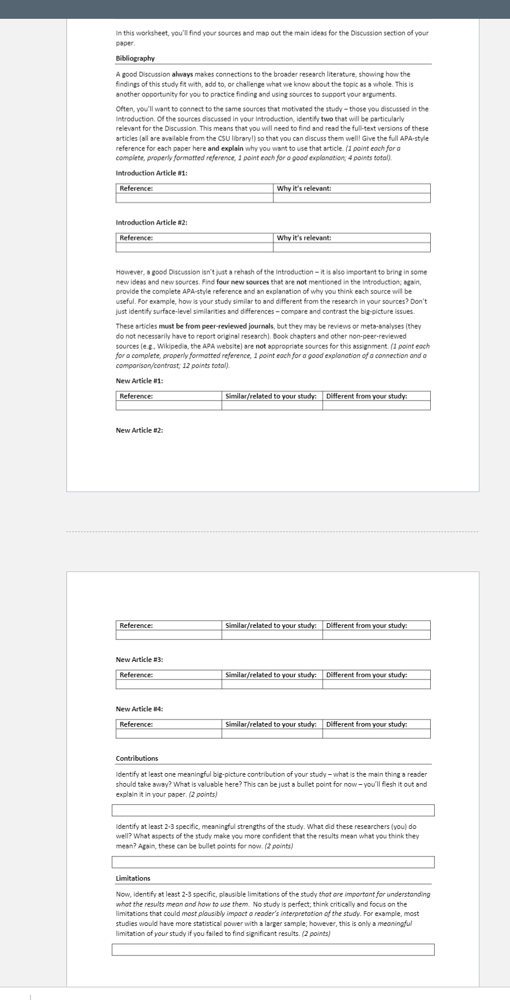 In this worksheet, you'll find your sources and map out the main ideas for the Discussion section of your
paper.
Bibliography
A good Discussion always makes connections to the broader research literature, showing how the
findings of this study fit with, add to, or challenge what we know about the topic as a whole. This is
another opportunity for you to practice finding and using sources to support your arguments.
Often, you'll want to connect to the same sources that motivated the study – those you discussed in the
Introduction. Of the sources discussed in your Introduction, identify two that will be particularly
relevant for the Discussion. This means that you will need to find and read the full-text versions of these
articles (all are available from the CSU library!) so that you can discuss them well! Give the full APA-style
reference for each paper here and explain why you want to use that article. (1 point each for a
complete, properly formatted reference, 1 point each for a good explanation; 4 points total).
Introduction Article #1:
Reference: Why it's relevant:
Introduction Article #2:
Reference: Why it's relevant:
However, a good Discussion isn't just a rehash of the Introduction – it is also important to bring in some
new ideas and new sources. Find four new sources that are not mentioned in the Introduction; again,
provide the complete APA-style reference and an explanation of why you think each source will be
useful. For example, how is your study similar to and different from the research in your sources? Don't
just identify surface-level similarities and differences – compare and contrast the big-picture issues.
These articles must be from peer-reviewed journals, but they may be reviews or meta-analyses (they
do not necessarily have to report original research). Book chapters and other non-peer-reviewed
sources (e.g., Wikipedia, the APA website) are not appropriate sources for this assignment. (1 point each
for a complete, properly formatted reference, 1 point each for a good explanation of a connection and a
comparison/contrast; 12 points total).
New Article #1:
Reference: Similar/related to your study: Different from your study:
New Article #2:
Reference: Similar/related to your study: Different from your study:
New Article #3:
Reference: Similar/related to your study: Different from your study:
New Article #4:
Reference: Similar/related to your study: Different from your study:
Contributions
Identify at least one meaningful big-picture contribution of your study – what is the main thing a reader
should take away? What is valuable here? This can be just a bullet point for now – you'll flesh it out and
explain it in your paper. (2 points)
Identify at least 2-3 specific, meaningful strengths of the study. What did these researchers (you) do
well? What aspects of the study make you more confident that the results mean what you think they
mean? Again, these can be bullet points for now. (2 points)
Limitations
Now, identify at least 2-3 specific, plausible limitations of the study that are important for understanding
what the results mean and how to use them. No study is perfect; think critically and focus on the
limitations that could most plausibly impact a reader's interpretation of the study. For example, most
studies would have more statistical power with a larger sample; however, this is only a meaningful
limitation of your study if you failed to find significant results. (2 points)